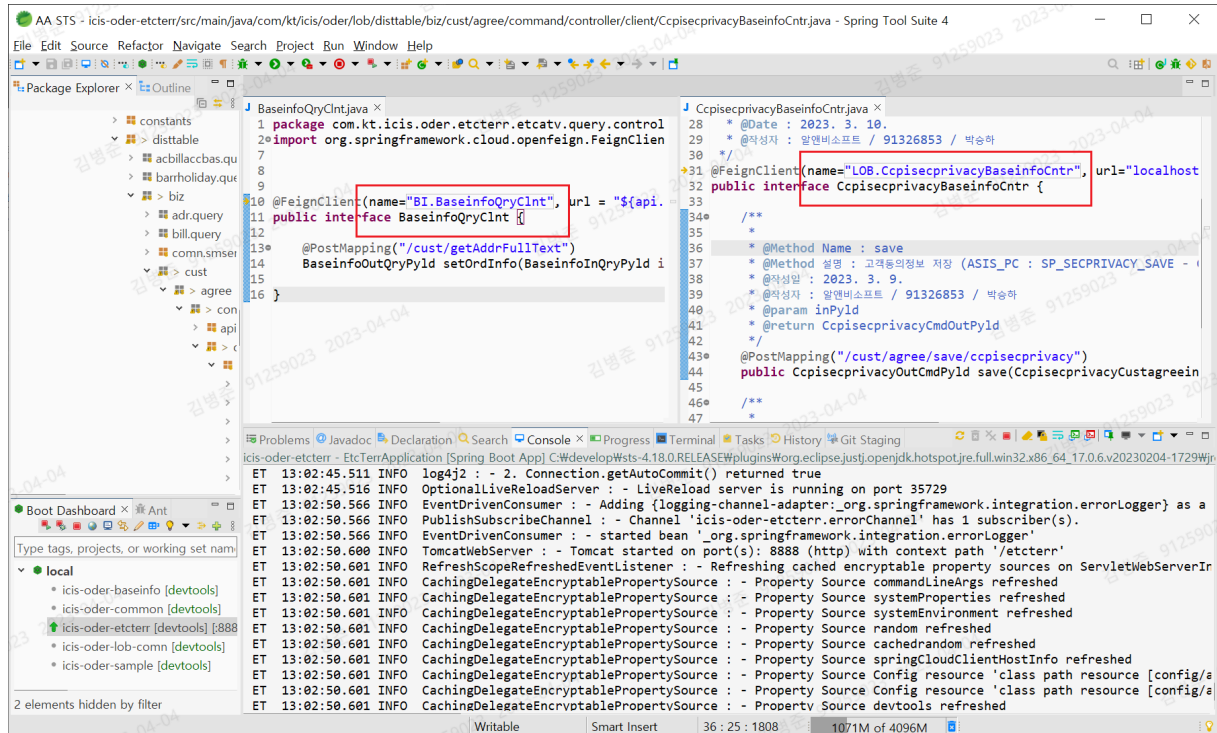 AA STS - icis-oder-etcterr/src/main/java/com/kt/icis/oder/lob/disttable/biz/cust/agree/command/controller/client/CcpisecprivacyBaseinfoCntr.java - Spring Tool Suite 4
File Edit Source Refactor Navigate Search Project Run Window Help
Package Explorer Outline
constants
> disttable
> acbillaccbas.qu
> barrholiday.que
> biz
> adr.query
> bill.query
> comn.smser
> cust
> agree
> con
> api
> c
BaseinfoQryClnt.java
1 package com.kt.icis.oder.etcterr.etcatv.query.control
2 import org.springframework.cloud.openfeign.FeignClien
7
8
9
10 @FeignClient(name="BI.BaseinfoQryClnt", url = "${api.
11 public interface BaseinfoQryClnt {
12
13 @PostMapping("/cust/getAddrFullText")
14 BaseinfoOutQryPyld setOrdInfo(BaseinfoInQryPyld i
15
16 }
CcpisecprivacyBaseinfoCntr.java
28 * @Date : 2023. 3. 10.
29 * @작성자 : 알앤비소프트 / 91326853 / 박승하
30 */
31 @FeignClient(name="LOB.CcpisecprivacyBaseinfoCntr", url="localhost
32 public interface CcpisecprivacyBaseinfoCntr {
33
34 /**
35 *
36 * @Method Name : save
37 * @Method 설명 : 고객동의정보 저장 (ASIS_PC : SP_SECPRIVACY_SAVE -
38 * @작성일 : 2023. 3. 9.
39 * @작성자 : 알앤비소프트 / 91326853 / 박승하
40 * @param inPyld
41 * @return CcpisecprivacyCmdOutPyld
42 */
43 @PostMapping("/cust/agree/save/ccpisecprivacy")
44 public CcpisecprivacyOutCmdPyld save(CcpisecprivacyCustagreein
45
46 /**
47 *
Problems Javadoc Declaration Search Console Progress Terminal Tasks History Git Staging
icis-oder-etcterr - EtcTerrApplication [Spring Boot App] C:₩develop₩sts-4.18.0.RELEASE₩plugins₩org.eclipse.justj.openjdk.hotspot.jre.full.win32.x86_64_17.0.6.v20230204-1729₩jr
ET 13:02:45.511 INFO log4j2 : - 2. Connection.getAutoCommit() returned true
ET 13:02:45.516 INFO OptionalLiveReloadServer : - LiveReload server is running on port 35729
ET 13:02:50.566 INFO EventDrivenConsumer : - Adding {logging-channel-adapter:_org.springframework.integration.errorLogger} as a
ET 13:02:50.566 INFO PublishSubscribeChannel : - Channel 'icis-oder-etcterr.errorChannel' has 1 subscriber(s).
ET 13:02:50.566 INFO EventDrivenConsumer : - started bean '_org.springframework.integration.errorLogger'
ET 13:02:50.600 INFO TomcatWebServer : - Tomcat started on port(s): 8888 (http) with context path '/etcterr'
ET 13:02:50.601 INFO RefreshScopeRefreshedEventListener : - Refreshing cached encryptable property sources on ServletWebServerIn
ET 13:02:50.601 INFO CachingDelegateEncryptablePropertySource : - Property Source commandLineArgs refreshed
ET 13:02:50.601 INFO CachingDelegateEncryptablePropertySource : - Property Source systemProperties refreshed
ET 13:02:50.601 INFO CachingDelegateEncryptablePropertySource : - Property Source systemEnvironment refreshed
ET 13:02:50.601 INFO CachingDelegateEncryptablePropertySource : - Property Source random refreshed
ET 13:02:50.601 INFO CachingDelegateEncryptablePropertySource : - Property Source cachedrandom refreshed
ET 13:02:50.601 INFO CachingDelegateEncryptablePropertySource : - Property Source springCloudClientHostInfo refreshed
ET 13:02:50.601 INFO CachingDelegateEncryptablePropertySource : - Property Source Config resource 'class path resource [config/a
ET 13:02:50.601 INFO CachingDelegateEncryptablePropertySource : - Property Source Config resource 'class path resource [config/a
ET 13:02:50.601 INFO CachingDelegateEncryptablePropertySource : - Property Source devtools refreshed
Boot Dashboard Ant
Type tags, projects, or working set name
local
icis-oder-baseinfo [devtools]
icis-oder-common [devtools]
icis-oder-etcterr [devtools] [:888
icis-oder-lob-comn [devtools]
icis-oder-sample [devtools]
2 elements hidden by filter
Writable Smart Insert 36 : 25 : 1808 1071M of 4096M
김병준 91259023 2023-04-04